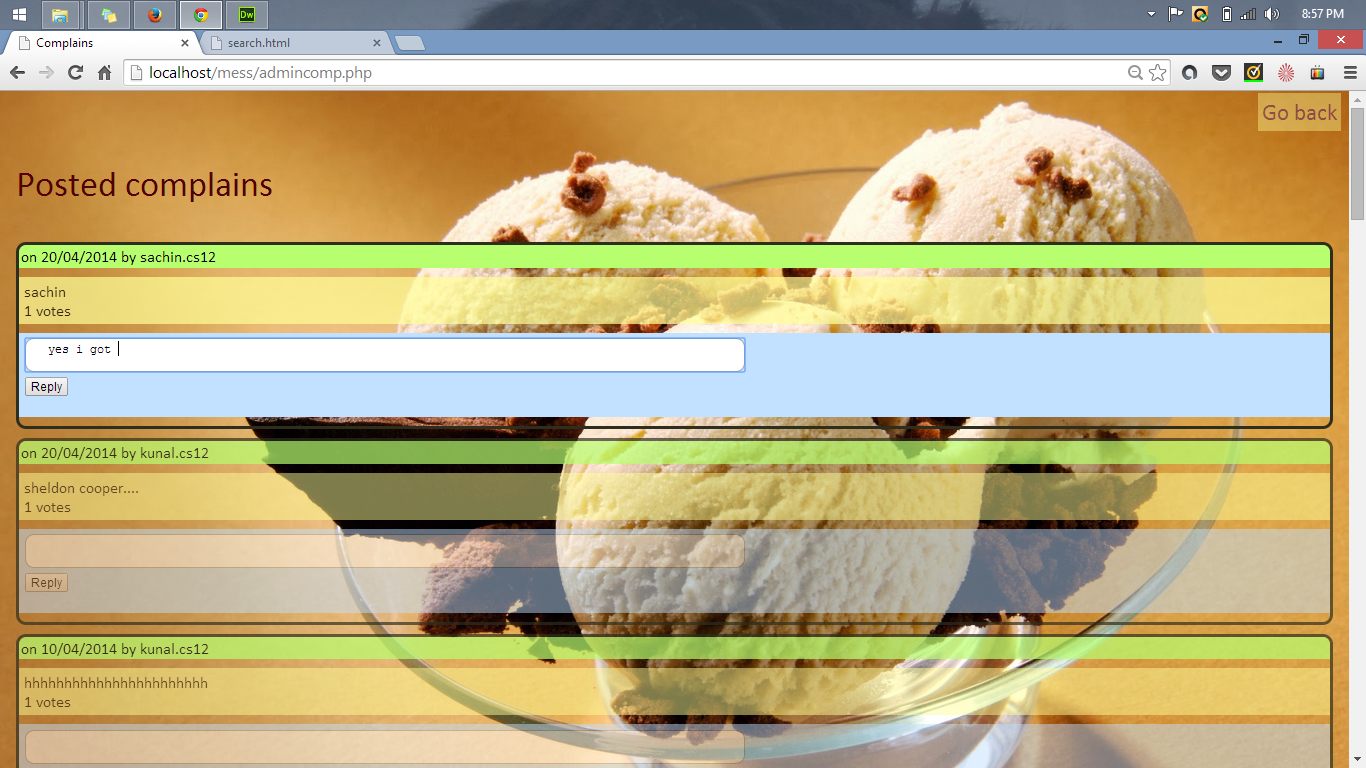 Dw
8:57 PM
Complains
search.html
localhost/mess/admincomp.php
Go back
Posted complains
on 20/04/2014 by sachin.cs12
sachin
1 votes
yes i got
Reply
on 20/04/2014 by kunal.cs12
sheldon cooper....
1 votes
Reply
on 10/04/2014 by kunal.cs12
hhhhhhhhhhhhhhhhhhhhhhh
1 votes